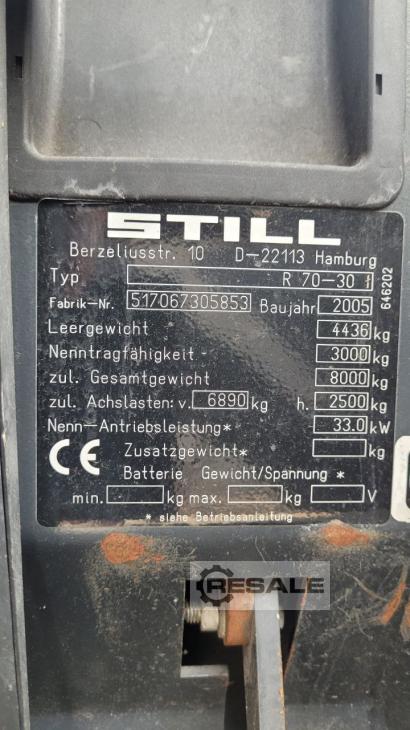 STILL
Berzeliusstr. 10 D-22113 Hamburg
Typ R 70-30
Fabrik-Nr. 517067305853 Baujahr 2005
646202
Leergewicht 4436 kg
Nenntragfähigkeit - 3000 kg
zul. Gesamtgewicht 8000 kg
zul. Achslasten: v. 6890 kg h. 2500 kg
Nenn-Antriebsleistung* 33.0 kW
CE Zusatzgewicht* kg
Batterie Gewicht/Spannung *
min. kg max. kg V
* siehe Betriebsanleitung
RESALE